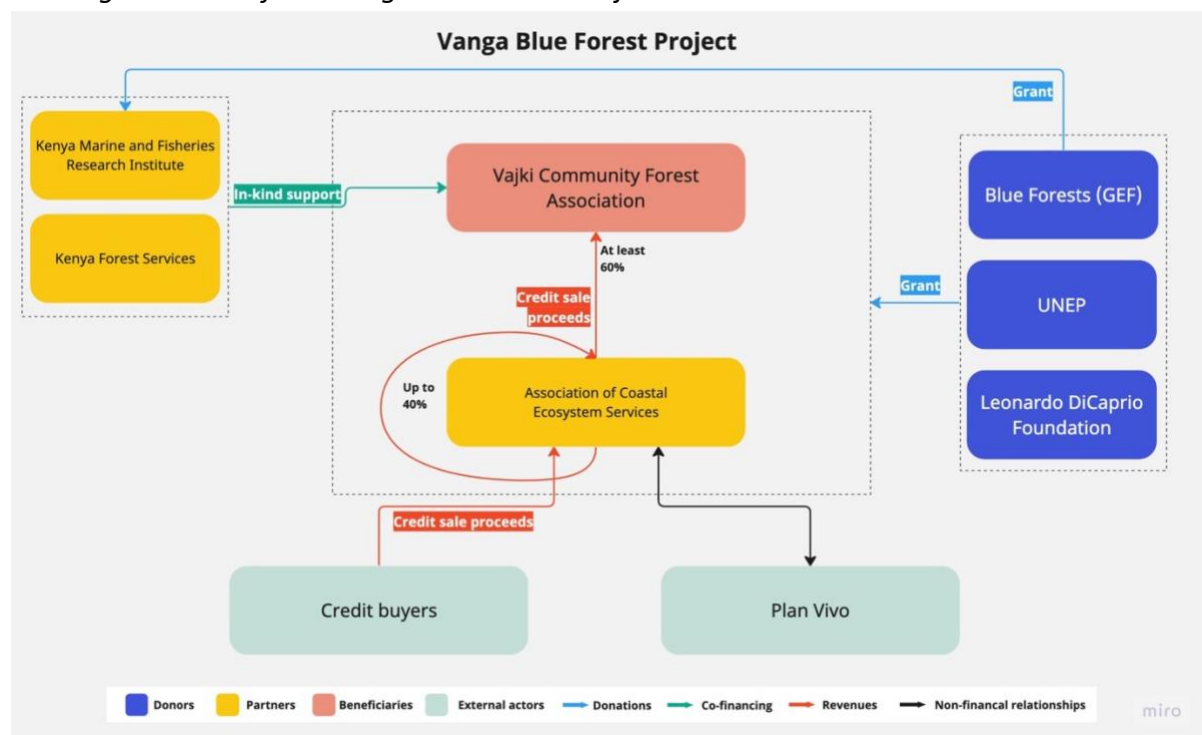 Vanga Blue Forest Project
Grant
Kenya Marine and Fisheries
Research Institute
Kenya Forest Services
In-kind support
Vajki Community Forest
Association
At least
60%
Credit sale
proceeds
Up to
40%
Association of Coastal
Ecosystem Services
Grant
Blue Forests (GEF)
UNEP
Leonardo DiCaprio
Foundation
Credit sale proceeds
Credit buyers
Plan Vivo
Donors
Partners
Beneficiaries
External actors
Donations
Co-financing
Revenues
Non-financal relationships
miro